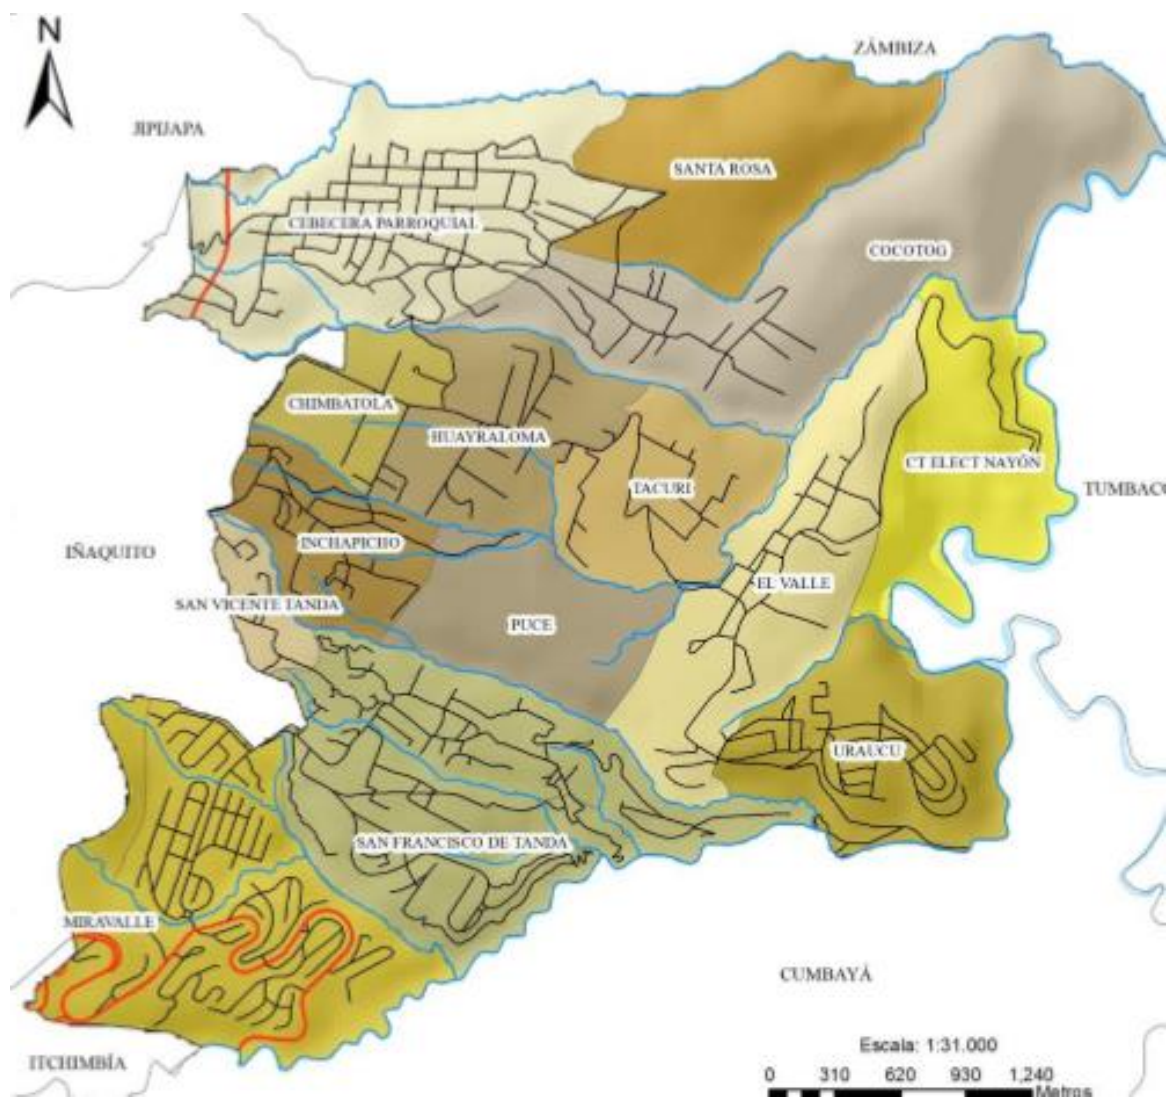 N
ZÁMBIZA
JIPIJAPA
SANTA ROSA
CEBECERA PARROQUIAL
COCOTOG
CHIMBATOLA
HUAYRALOMA
CT ELECT NAYÓN
TACURI
TUMBACO
INCHAPICHO
IÑAQUITO
EL VALLE
SAN VICENTE TANDA
PUCE
URAUCU
SAN FRANCISCO DE TANDA
MIRAVALLE
CUMBAYÁ
Escala: 1:31.000
ITCHIMBÍA
0 310 620 930 1,240
Metros